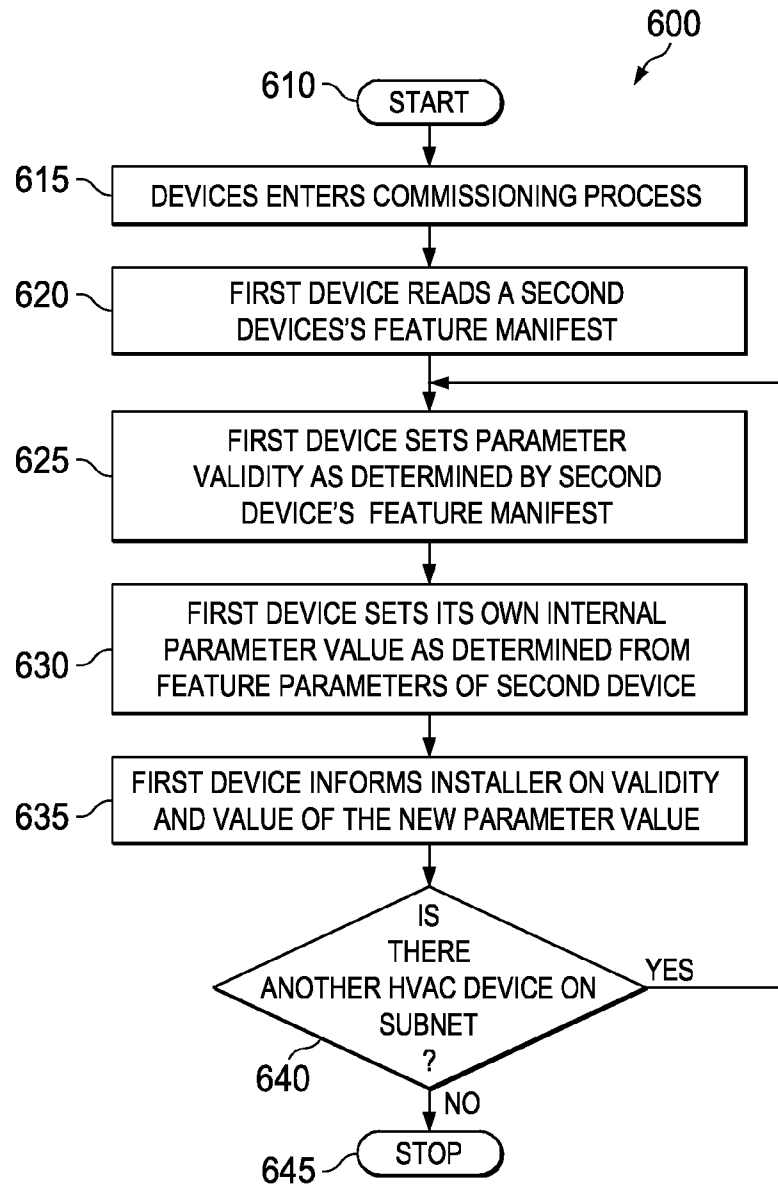 600
610
START
615
DEVICES ENTERS COMMISSIONING PROCESS
620
FIRST DEVICE READS A SECOND
DEVICES'S FEATURE MANIFEST
625
FIRST DEVICE SETS PARAMETER
VALIDITY AS DETERMINED BY SECOND
DEVICE'S FEATURE MANIFEST
630
FIRST DEVICE SETS ITS OWN INTERNAL
PARAMETER VALUE AS DETERMINED FROM
FEATURE PARAMETERS OF SECOND DEVICE
635
FIRST DEVICE INFORMS INSTALLER ON VALIDITY
AND VALUE OF THE NEW PARAMETER VALUE
IS
THERE
ANOTHER HVAC DEVICE ON
SUBNET
?
YES
640
NO
645
STOP